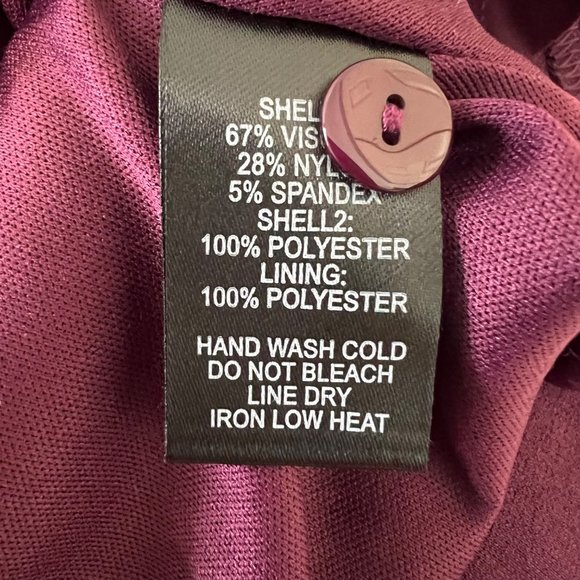 67%
28%
5% SPANDEX
SHELL2:
100% POLYESTER
LINING:
100% POLYESTER
HAND WASH COLD
DO NOT BLEACH
LINE DRY
IRON LOW HEAT